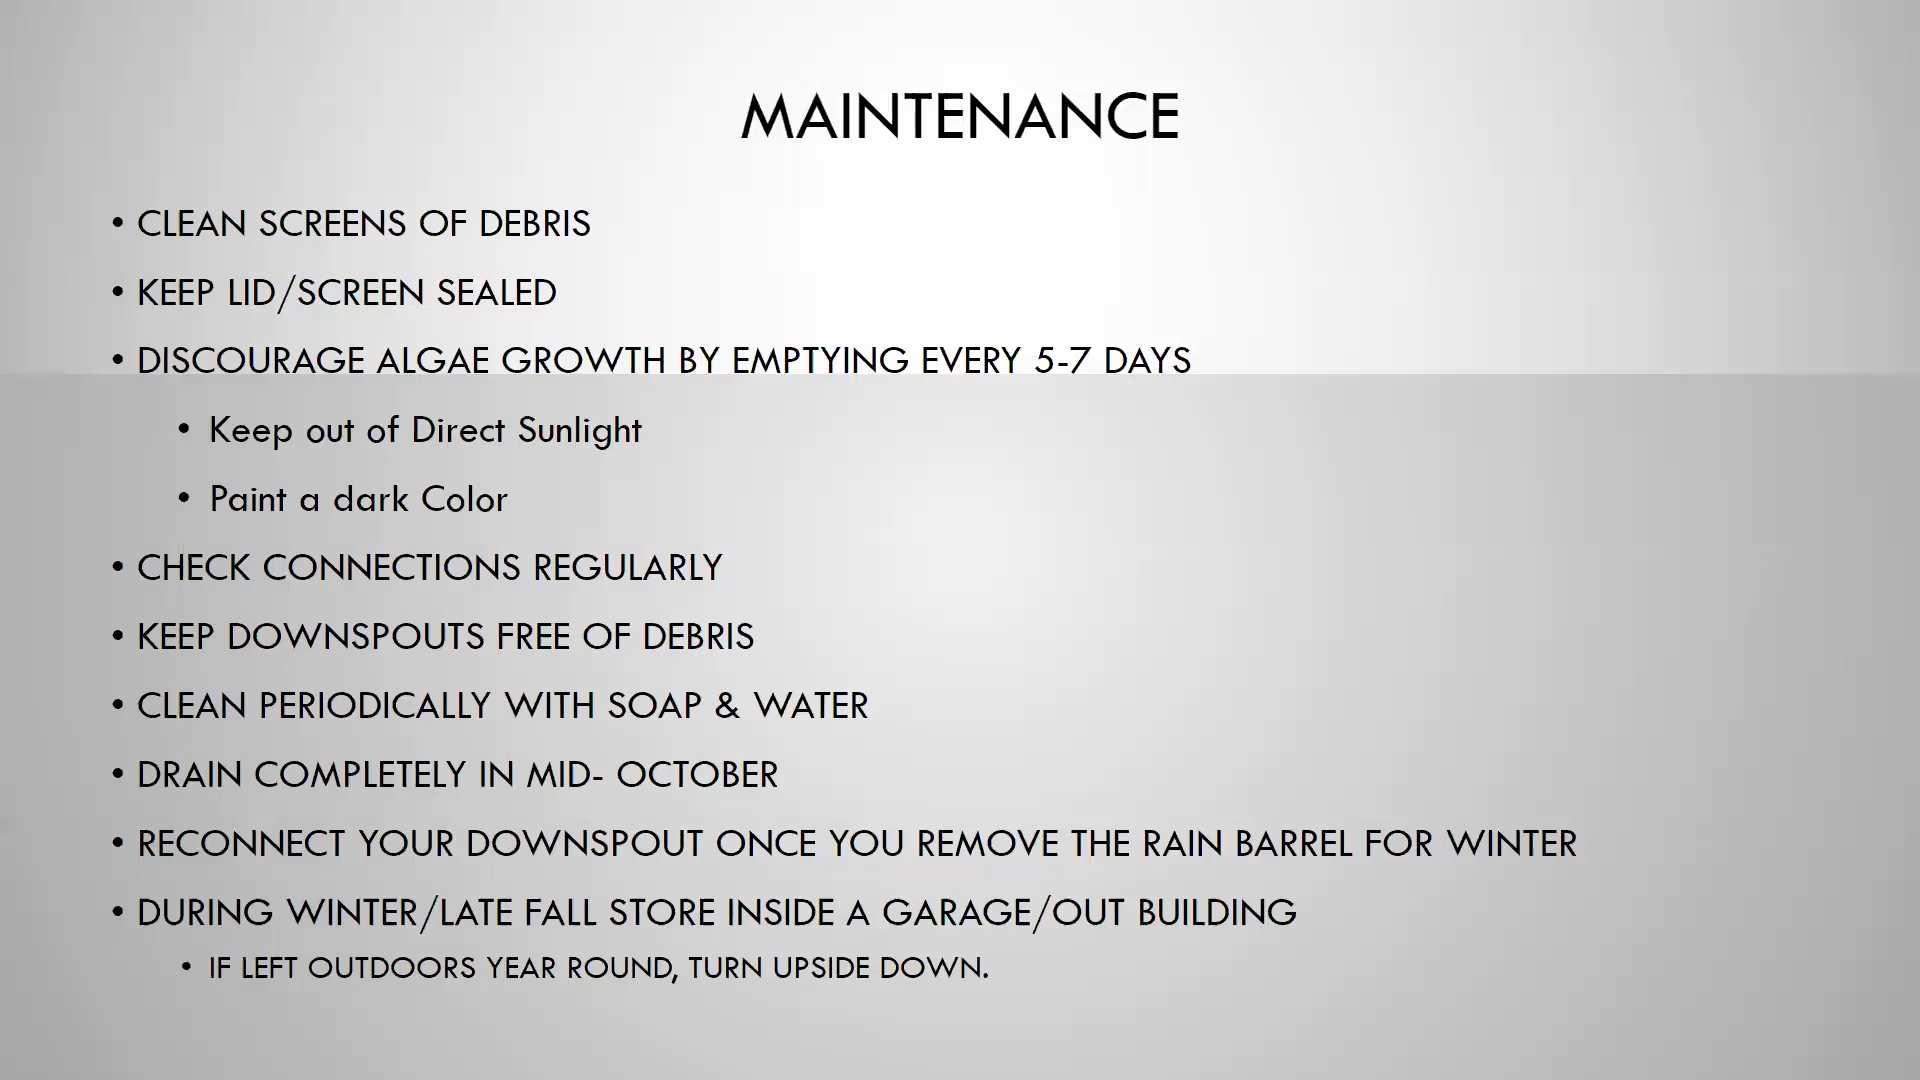 MAINTENANCE
• CLEAN SCREENS OF DEBRIS
• KEEP LID/SCREEN SEALED
• DISCOURAGE ALGAE GROWTH BY EMPTYING EVERY 5-7 DAYS
• Keep out of Direct Sunlight
• Paint a dark Color
• CHECK CONNECTIONS REGULARLY
• KEEP DOWNSPOUTS FREE OF DEBRIS
• CLEAN PERIODICALLY WITH SOAP & WATER
• DRAIN COMPLETELY IN MID- OCTOBER
• RECONNECT YOUR DOWNSPOUT ONCE YOU REMOVE THE RAIN BARREL FOR WINTER
• DURING WINTER/LATE FALL STORE INSIDE A GARAGE/OUT BUILDING
• IF LEFT OUTDOORS YEAR ROUND, TURN UPSIDE DOWN.